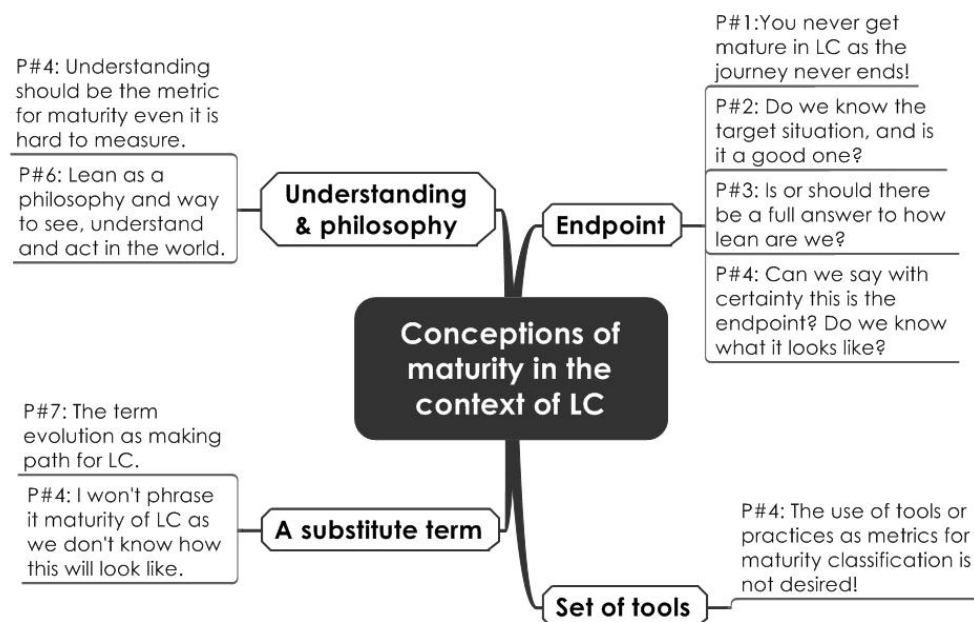 P#4: Understanding
should be the metric
for maturity even it is
hard to measure.
P#6: Lean as a
philosophy and way
to see, understand
and act in the world.
Understanding
& philosophy
P#1:You never get
mature in LC as the
journey never ends!
P#2: Do we know the
target situation, and is
it a good one?
P#3: Is or should there
be a full answer to how
lean are we?
P#4: Can we say with
certainty this is the
endpoint? Do we know
what it looks like?
Endpoint
Conceptions of
maturity in the
context of LC
P#7: The term
evolution as making
path for LC.
P#4: I won't phrase
it maturity of LC as
we don't know how
this will look like.
A substitute term
P#4: The use of tools or
practices as metrics for
maturity classification is
not desired!
Set of tools